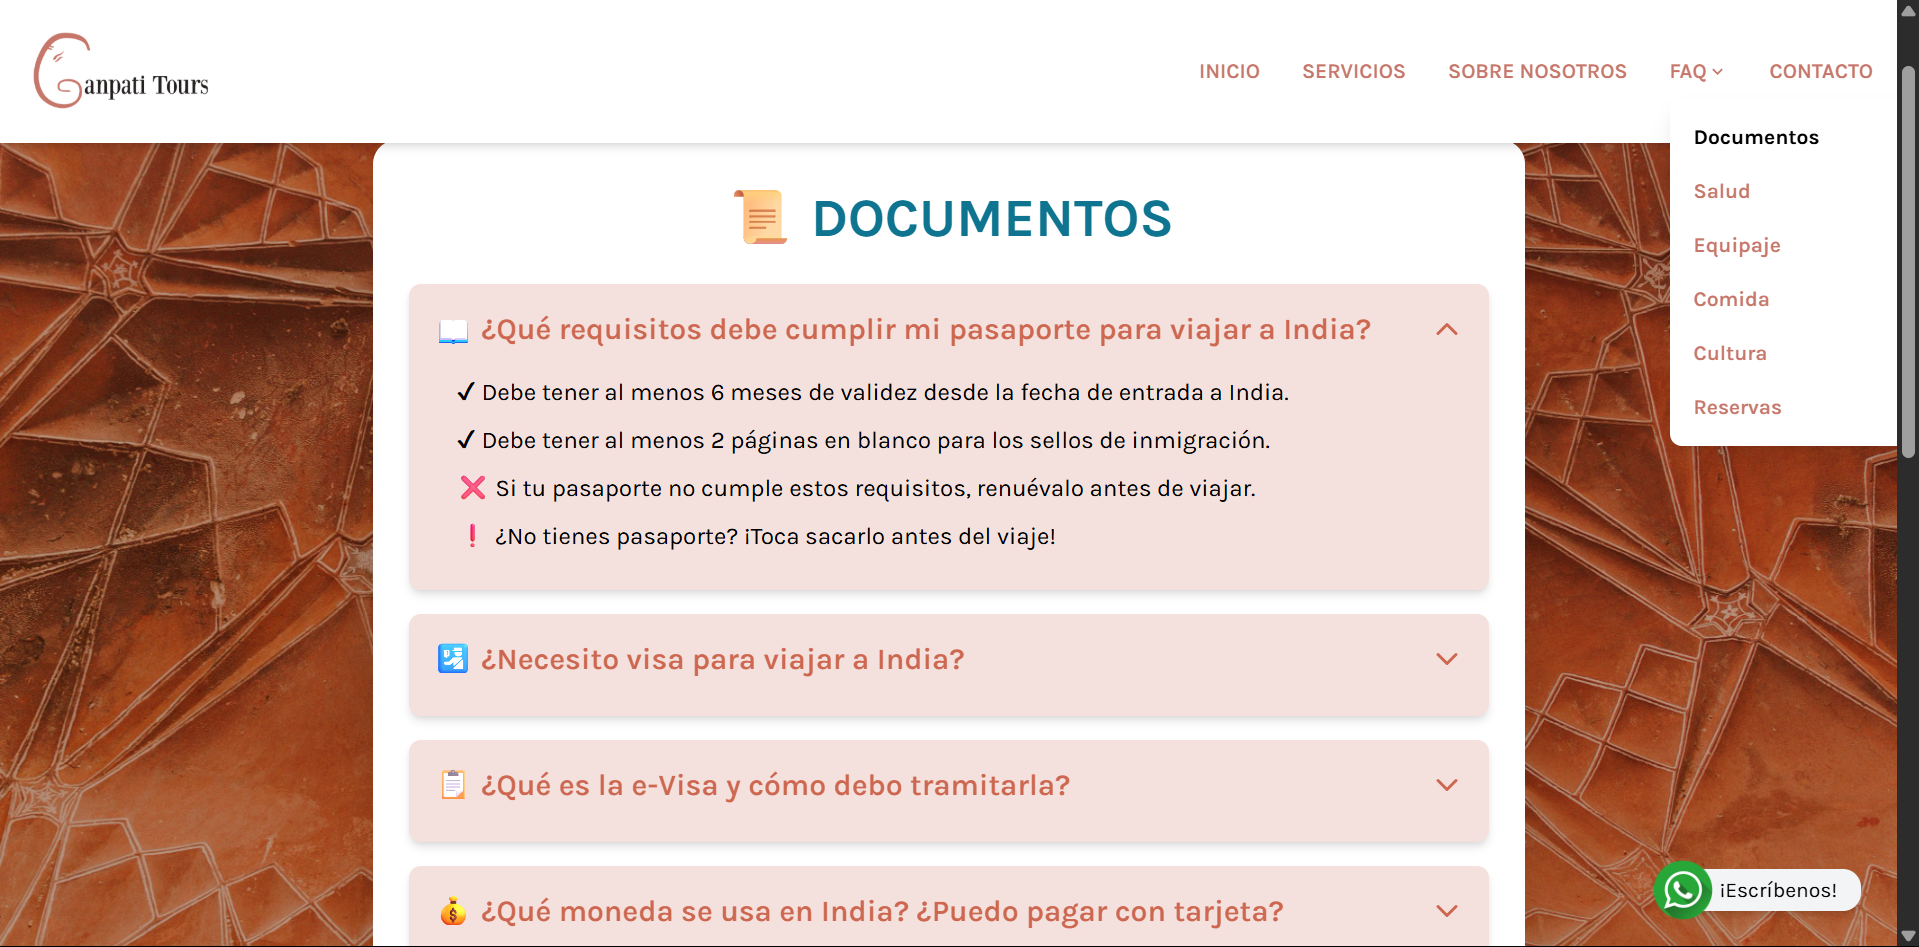 Ganpati Tours
INICIO
SERVICIOS
SOBRE NOSOTROS
FAQ
CONTACTO
Documentos
Salud
Equipaje
Comida
Cultura
Reservas
DOCUMENTOS
¿Qué requisitos debe cumplir mi pasaporte para viajar a India?
✔ Debe tener al menos 6 meses de validez desde la fecha de entrada a India.
✔ Debe tener al menos 2 páginas en blanco para los sellos de inmigración.
❌ Si tu pasaporte no cumple estos requisitos, renuévalo antes de viajar.
❗ ¿No tienes pasaporte? ¡Toca sacarlo antes del viaje!
¿Necesito visa para viajar a India?
¿Qué es la e-Visa y cómo debo tramitarla?
¿Qué moneda se usa en India? ¿Puedo pagar con tarjeta?
¡Escríbenos!